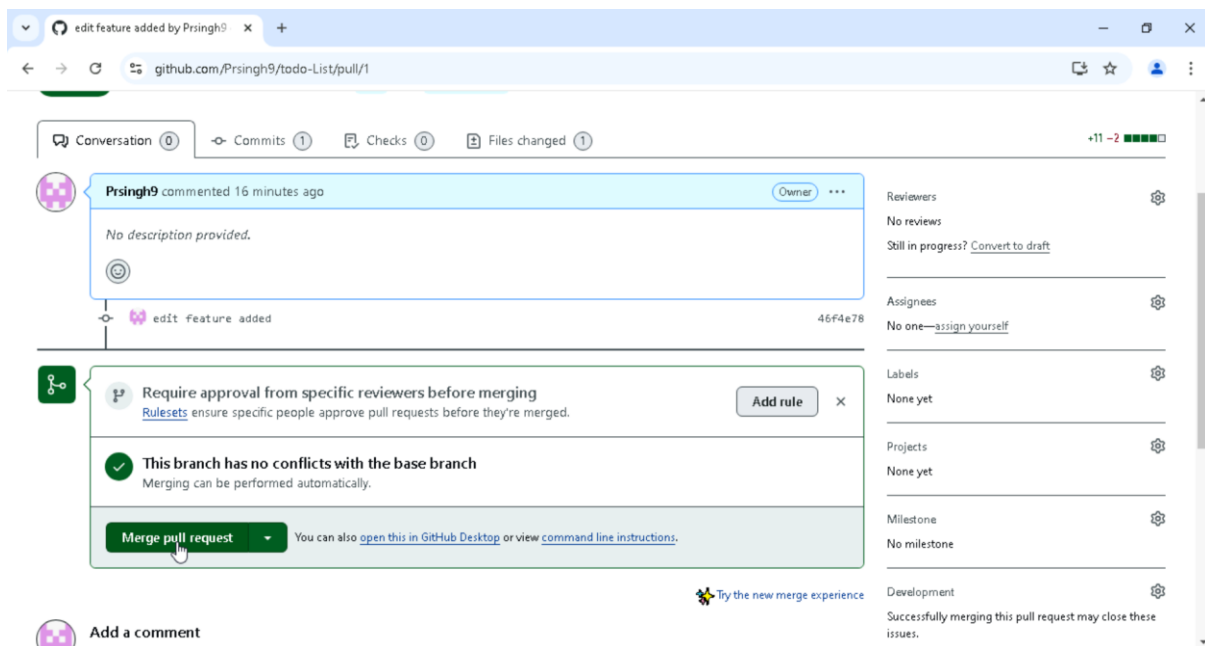 edit feature added by Prsingh9
github.com/Prsingh9/todo-List/pull/1
Conversation 0
Commits 1
Checks 0
Files changed 1
+11 −2
Prsingh9 commented 16 minutes ago
Owner
No description provided.
edit feature added
46f4e78
Require approval from specific reviewers before merging
Rulesets ensure specific people approve pull requests before they're merged.
Add rule
This branch has no conflicts with the base branch
Merging can be performed automatically.
Merge pull request
You can also open this in GitHub Desktop or view command line instructions.
Try the new merge experience
Add a comment
Reviewers
No reviews
Still in progress? Convert to draft
Assignees
No one—assign yourself
Labels
None yet
Projects
None yet
Milestone
No milestone
Development
Successfully merging this pull request may close these
issues.